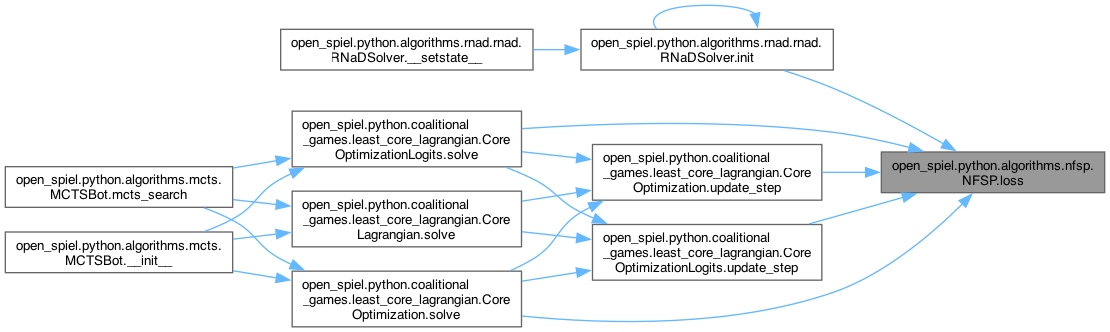 open_spiel.python.algorithms.rnad.rnad.
RNaDSolver.__setstate__
open_spiel.python.algorithms.rnad.rnad.
RNaDSolver.init
open_spiel.python.coalitional
_games.least_core_lagrangian.Core
OptimizationLogits.solve
open_spiel.python.coalitional
_games.least_core_lagrangian.Core
Optimization.update_step
open_spiel.python.algorithms.nfsp.
NFSP.loss
open_spiel.python.algorithms.mcts.
MCTSBot.mcts_search
open_spiel.python.coalitional
_games.least_core_lagrangian.Core
Lagrangian.solve
open_spiel.python.algorithms.mcts.
MCTSBot.__init__
open_spiel.python.coalitional
_games.least_core_lagrangian.Core
OptimizationLogits.update_step
open_spiel.python.coalitional
_games.least_core_lagrangian.Core
Optimization.solve